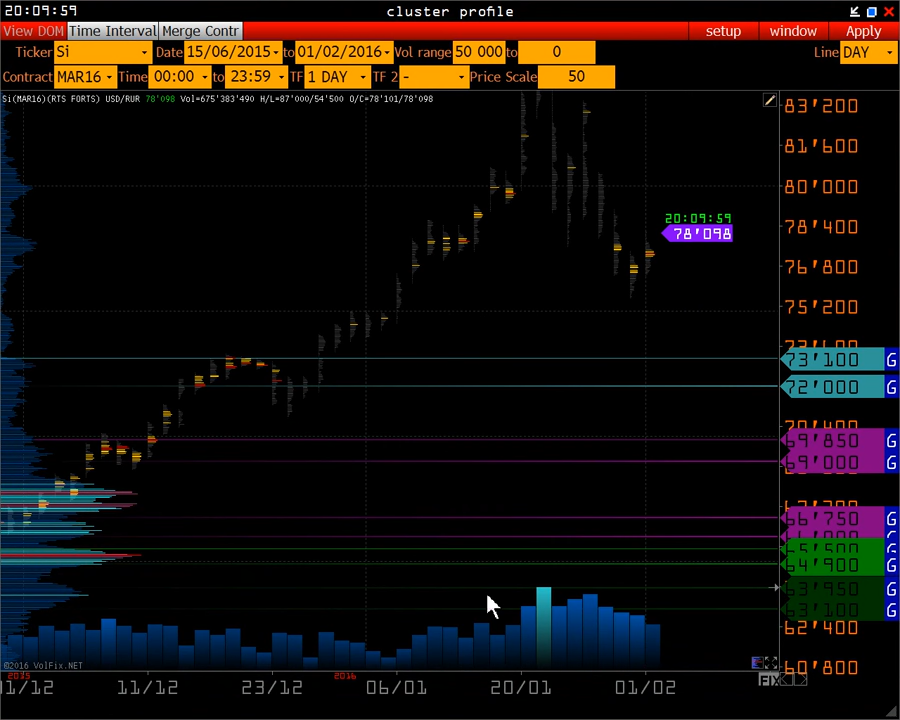 20:09:59 cluster profile
View DOM Time Interval Merge Contr setup window Apply
Ticker Si Date 15/06/2015 to 01/02/2016 Vol range 50 000 to 0 Line DAY
Contract MAR16 Time 00:00 to 23:59 TF 1 DAY TF 2 - Price Scale 50
Si(MAR16)(RTS FORTS) USD/RUR 78'098 Vol=675'383'490 H/L=87'000/54'500 O/C=78'101/78'098
83'200
81'600
80'000
20:09:59
78'400
78'098
76'800
75'200
73'100 G
72'000 G
69'850 G
69'000 G
66'750 G
G
65'500 G
64'900 G
63'950 G
63'100 G
62'400
©2016 VolFix.NET
60'800
2015 2016 FIX
11/12 23/12 06/01 20/01 01/02